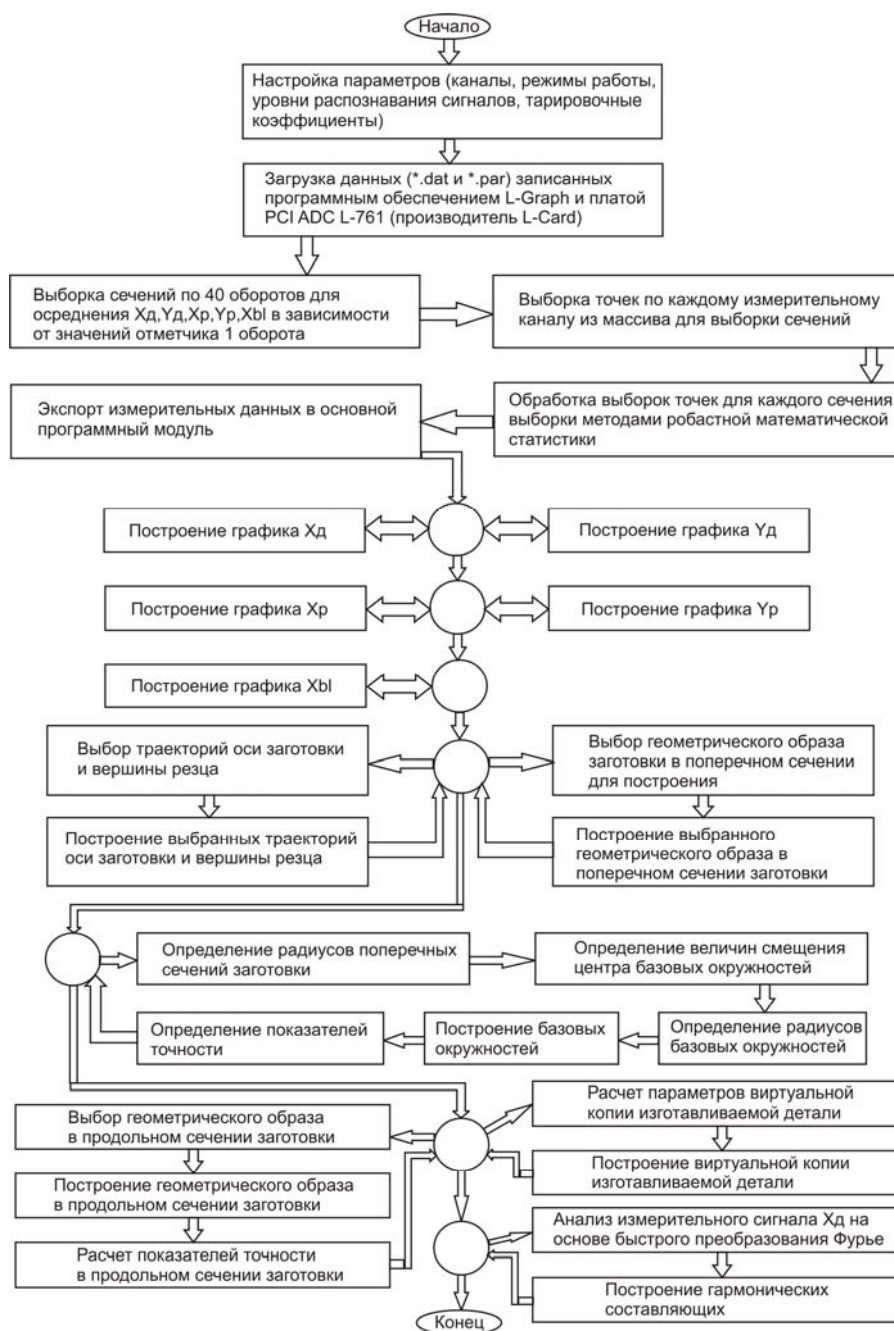 Начало
Настройка параметров (каналы, режимы работы,
уровни распознавания сигналов, тарировочные
коэффициенты)
Загрузка данных (*.dat и *.par) записанных
программным обеспечением L-Graph и платой
PCI ADC L-761 (производитель L-Card)
Выборка сечений по 40 оборотов для
осреднения Xд,Yд,Xp,Yp,Xbl в зависимости
от значений отметчика 1 оборота
Выборка точек по каждому измерительному
каналу из массива для выборки сечений
Экспорт измерительных данных в основной
программный модуль
Обработка выборок точек для каждого сечения
выборки методами робастной математической
статистики
Построение графика Xд
Построение графика Yд
Построение графика Xp
Построение графика Yp
Построение графика Xbl
Выбор траекторий оси заготовки
и вершины резца
Выбор геометрического образа
заготовки в поперечном сечении
для построения
Построение выбранных траекторий
оси заготовки и вершины резца
Построение выбранного
геометрического образа в
поперечном сечении заготовки
Определение радиусов поперечных
сечений заготовки
Определение величин смещения
центра базовых окружностей
Определение показателей
точности
Построение базовых
окружностей
Определение радиусов
базовых окружностей
Выбор геометрического образа
в продольном сечении заготовки
Расчет параметров виртуальной
копии изготавливаемой детали
Построение геометрического образа
в продольном сечении заготовки
Построение виртуальной копии
изготавливаемой детали
Расчет показателей точности
в продольном сечении заготовки
Анализ измерительного сигнала Xд на
основе быстрого преобразования Фурье
Построение гармонических
составляющих
Конец